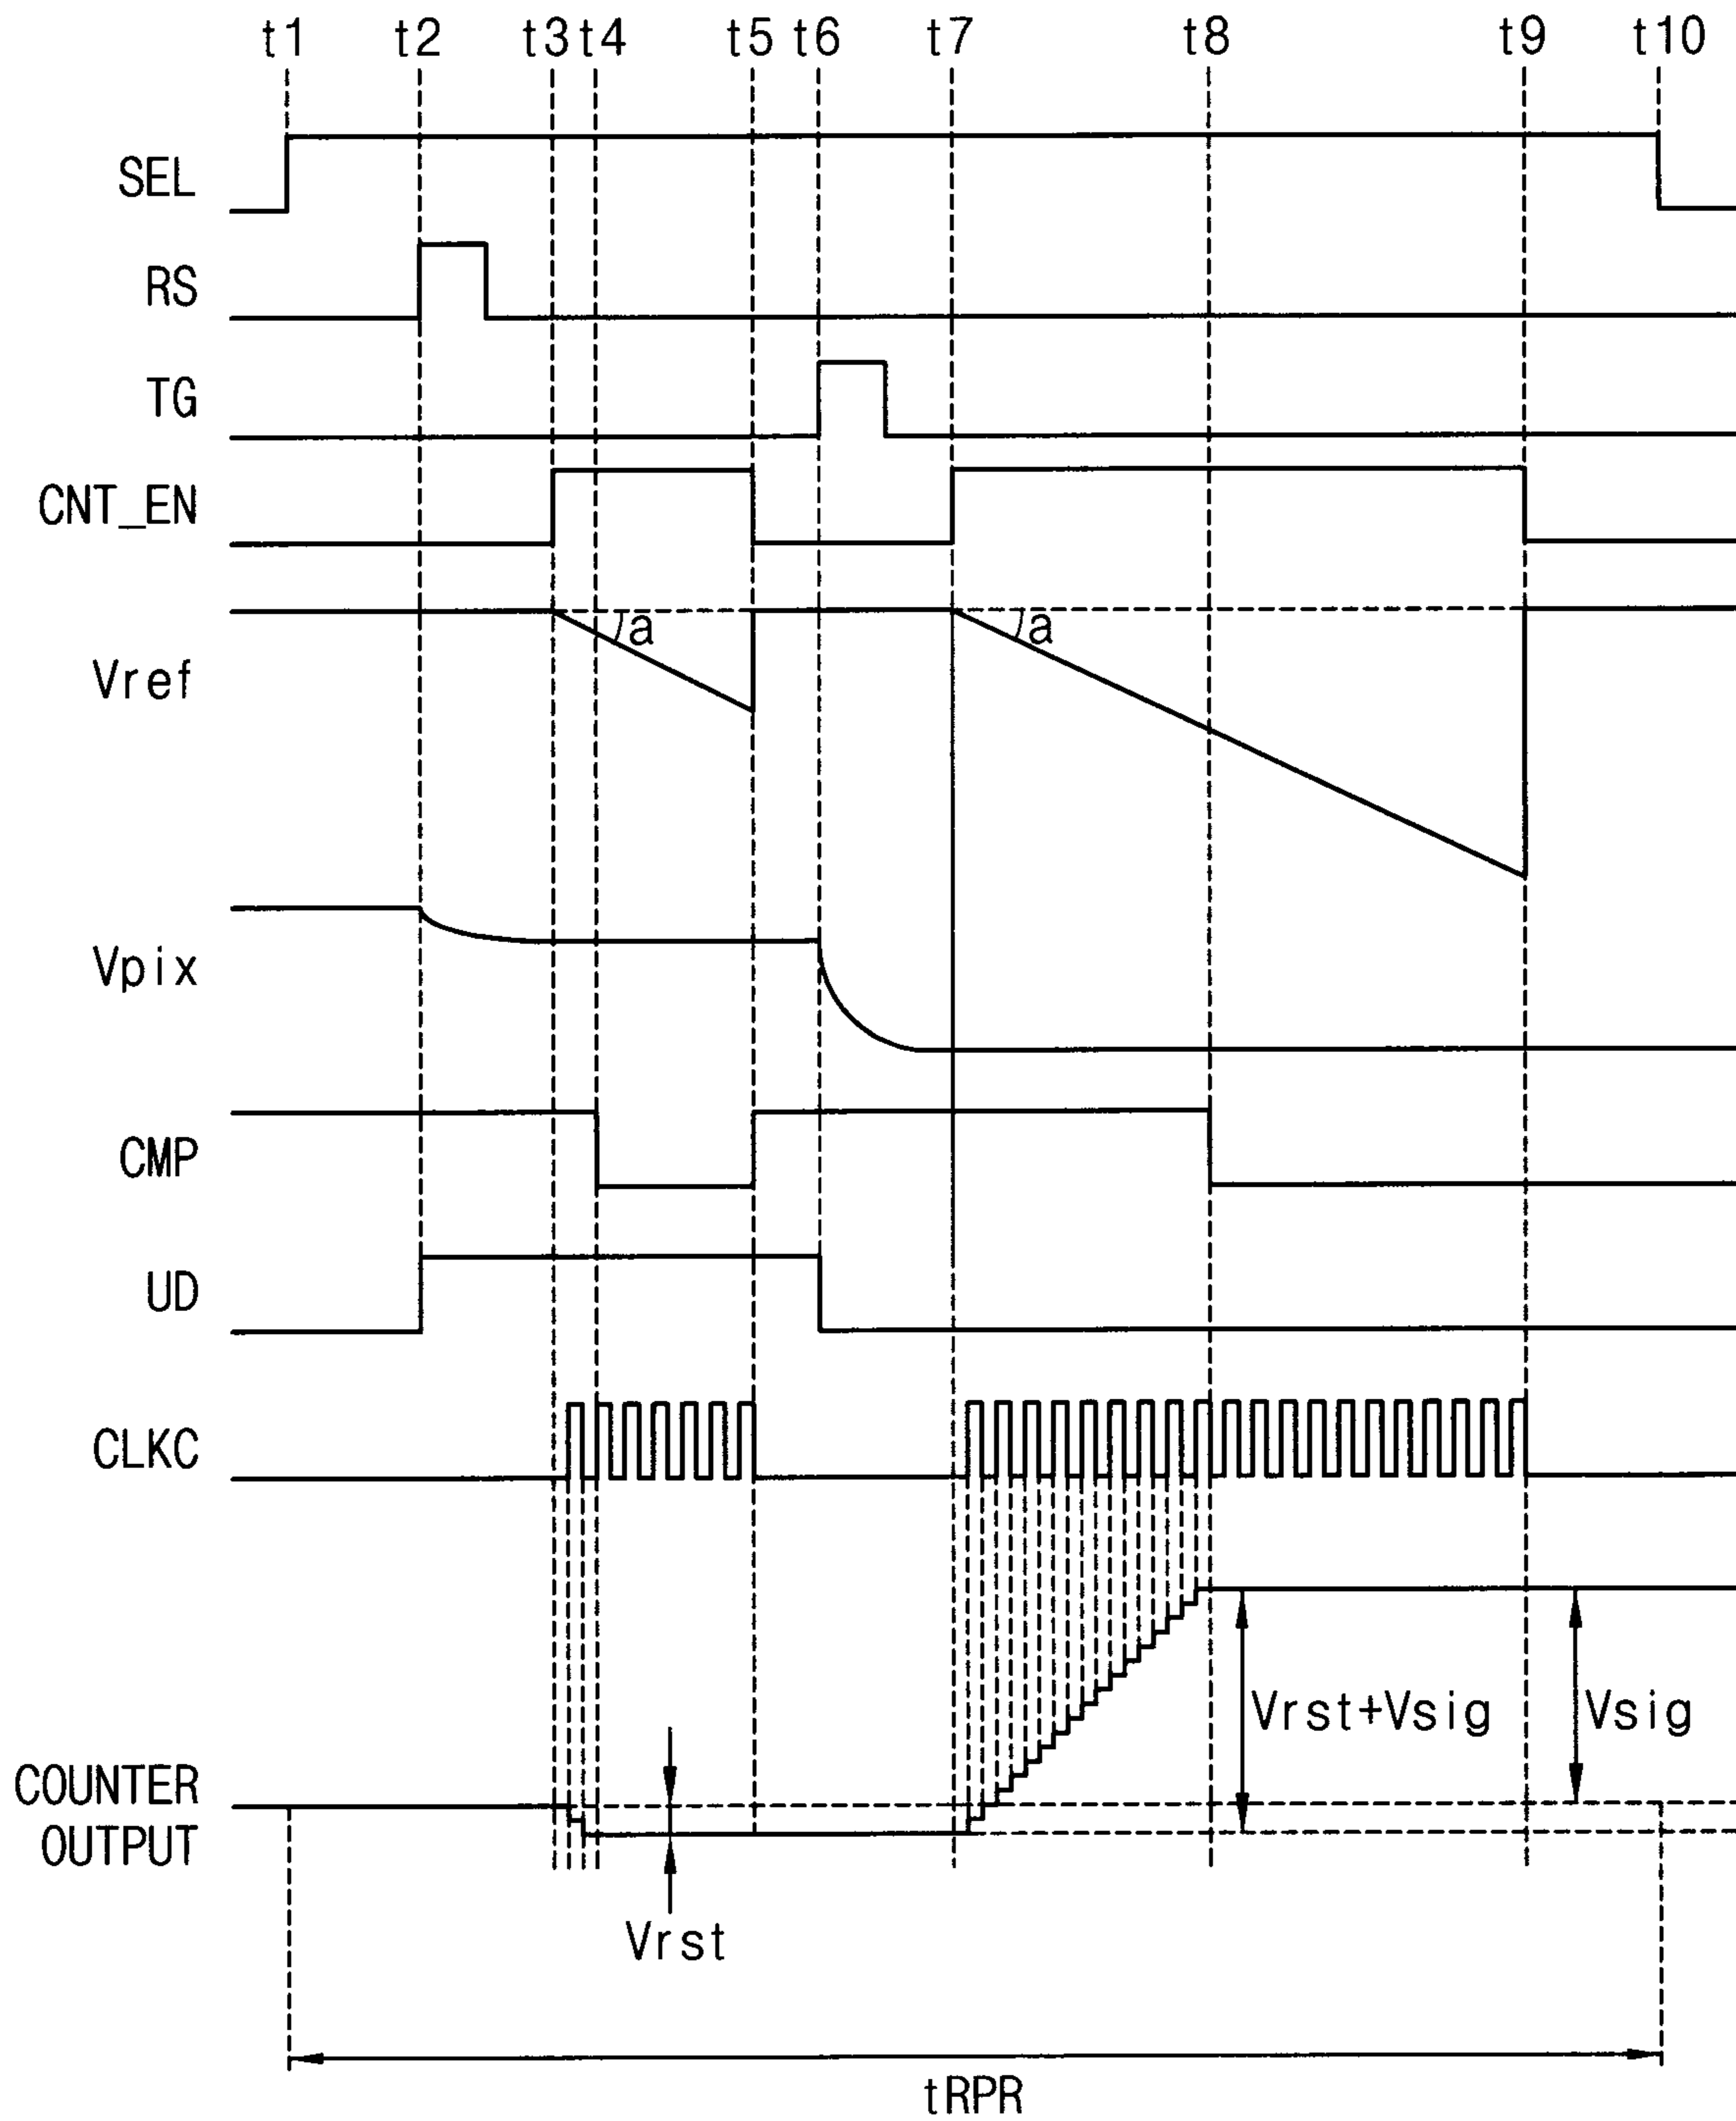 t1 t2 t3 t4 t5 t6 t7 t8 t9 t10
SEL
RS
TG
CNT_EN
a a
Vref
Vpix
CMP
UD
CLKC
Vrst+Vsig Vsig
COUNTER
OUTPUT
Vrst
tRPR